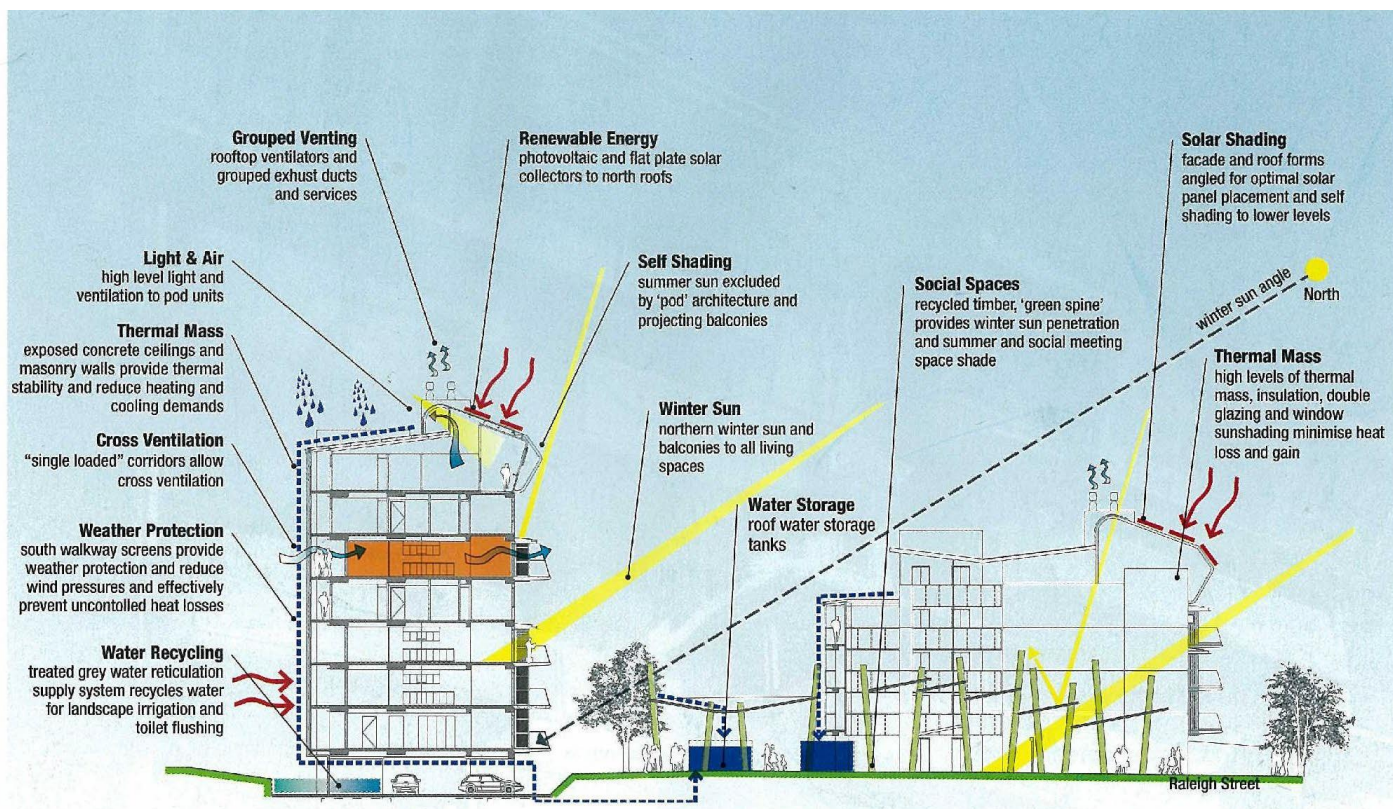 Grouped Venting
rooftop ventilators and
grouped exhust ducts
and services
Renewable Energy
photovoltaic and flat plate solar
collectors to north roofs
Solar Shading
facade and roof forms
angled for optimal solar
panel placement and self
shading to lower levels
Light & Air
high level light and
ventilation to pod units
Self Shading
summer sun excluded
by 'pod' architecture and
projecting balconies
Social Spaces
recycled timber, 'green spine'
provides winter sun penetration
and summer and social meeting
space shade
winter sun angle
North
Thermal Mass
exposed concrete ceilings and
masonry walls provide thermal
stability and reduce heating and
cooling demands
Thermal Mass
high levels of thermal
mass, insulation, double
glazing and window
sunshading minimise heat
loss and gain
Winter Sun
northern winter sun and
balconies to all living
spaces
Cross Ventilation
"single loaded" corridors allow
cross ventilation
Water Storage
roof water storage
tanks
Weather Protection
south walkway screens provide
weather protection and reduce
wind pressures and effectively
prevent uncontolled heat losses
Water Recycling
treated grey water reticulation
supply system recycles water
for landscape irrigation and
toilet flushing
Raleigh Street